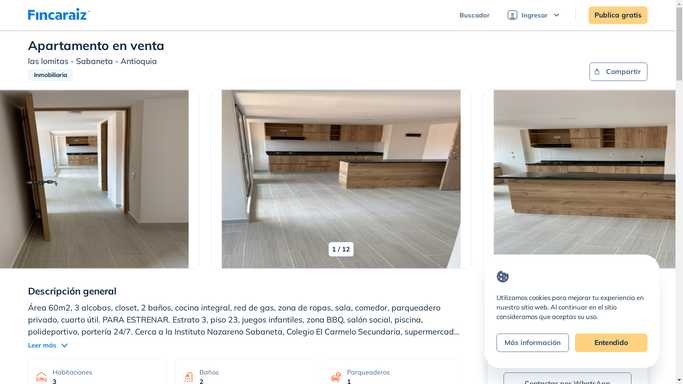 Fincaraiz
Buscador
Ingresar
Publica gratis
Apartamento en venta
las lomitas - Sabaneta - Antioquia
Inmobiliaria
Compartir
1 / 12
Descripción general
Área 60m2, 3 alcobas, closet, 2 baños, cocina integral, red de gas, zona de ropas, sala, comedor, parqueadero
privado, cuarto útil. PARA ESTRENAR. Estrato 3, piso 23, juegos infantiles, zona BBQ, salón social, piscina,
polideportivo, portería 24/7. Cerca a la Instituto Nazareno Sabaneta, Colegio El Carmelo Secundaria, supermercad...
Leer más
Habitaciones
3
Baños
2
Parqueaderos
1
Utilizamos cookies para mejorar tu experiencia en
nuestro sitio web. Al continuar en el sitio
consideramos que aceptas su uso.
Más información
Entendido
Contactar por WhatsApp